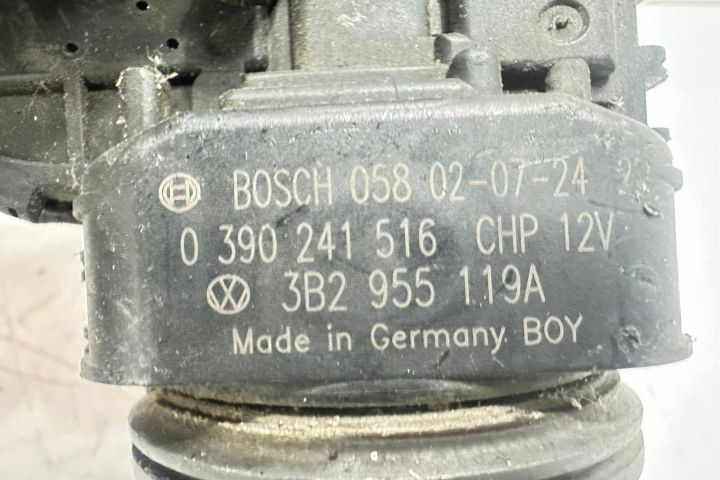 BOSCH 058 02-07-24
0 390 241 516 CHP 12V
3B2 955 119A
Made in Germany BOY